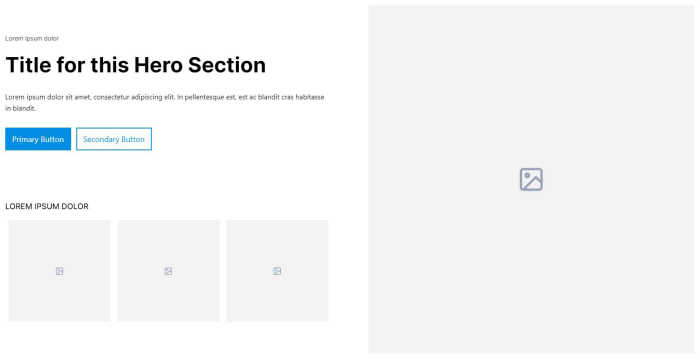 Lorem ipsum dolor
Title for this Hero Section
Lorem ipsum dolor sit amet, consectetur adipiscing elit. In pellentesque est, est ac blandit cras habitasse
in blandit.
Primary Button
Secondary Button
LOREM IPSUM DOLOR